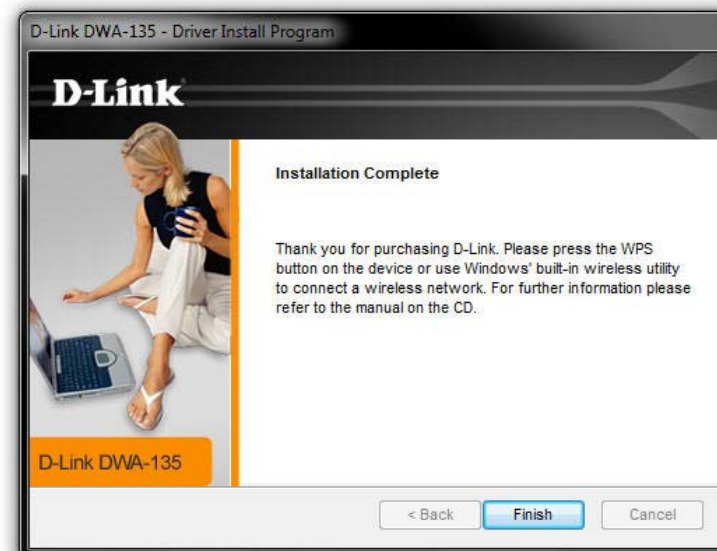 D-Link DWA-135 - Driver Install Program
D-Link
Installation Complete
Thank you for purchasing D-Link. Please press the WPS
button on the device or use Windows' built-in wireless utility
to connect a wireless network. For further information please
refer to the manual on the CD.
D-Link DWA-135
< Back
Finish
Cancel